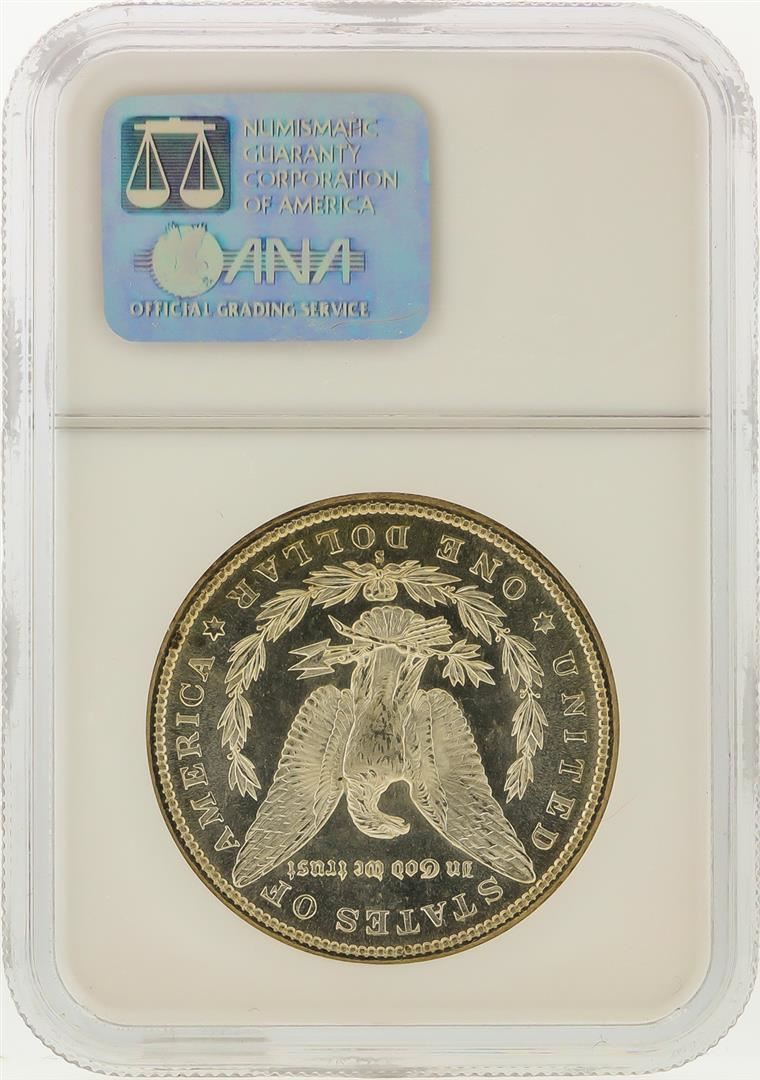 NUMISMATIC
GUARANTY
CORPORATION
OF AMERICA
ANA
OFFICIAL GRADING SERVICE
UNITED STATES OF AMERICA
In God we trust
ONE DOLLAR
S